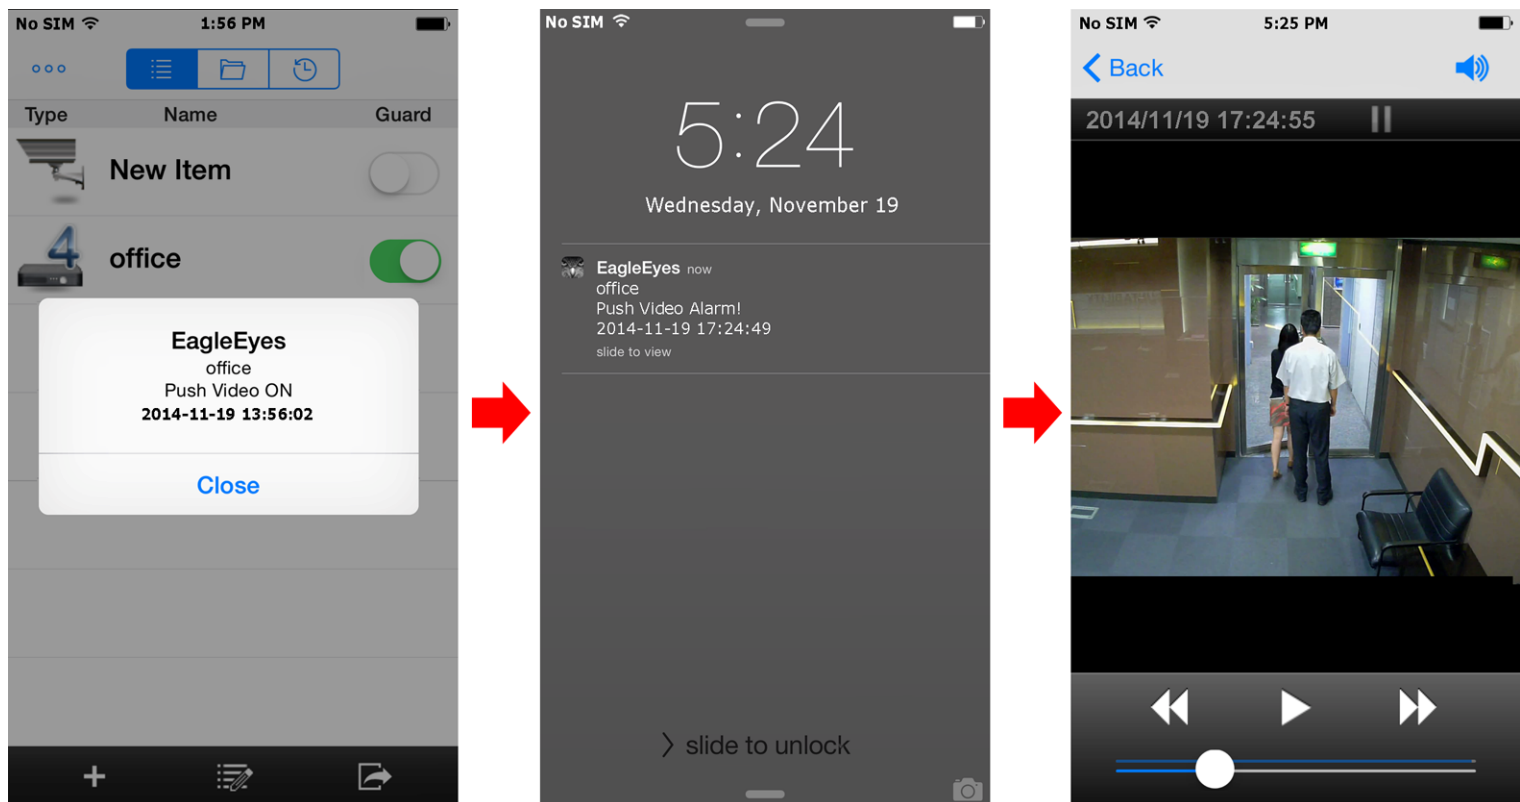 No SIM
1:56 PM
Type Name Guard
New Item
4
office
EagleEyes
office
Push Video ON
2014-11-19 13:56:02
Close
No SIM
5:24
Wednesday, November 19
EagleEyes now
office
Push Video Alarm!
2014-11-19 17:24:49
slide to view
slide to unlock
No SIM
5:25 PM
Back
2014/11/19 17:24:55